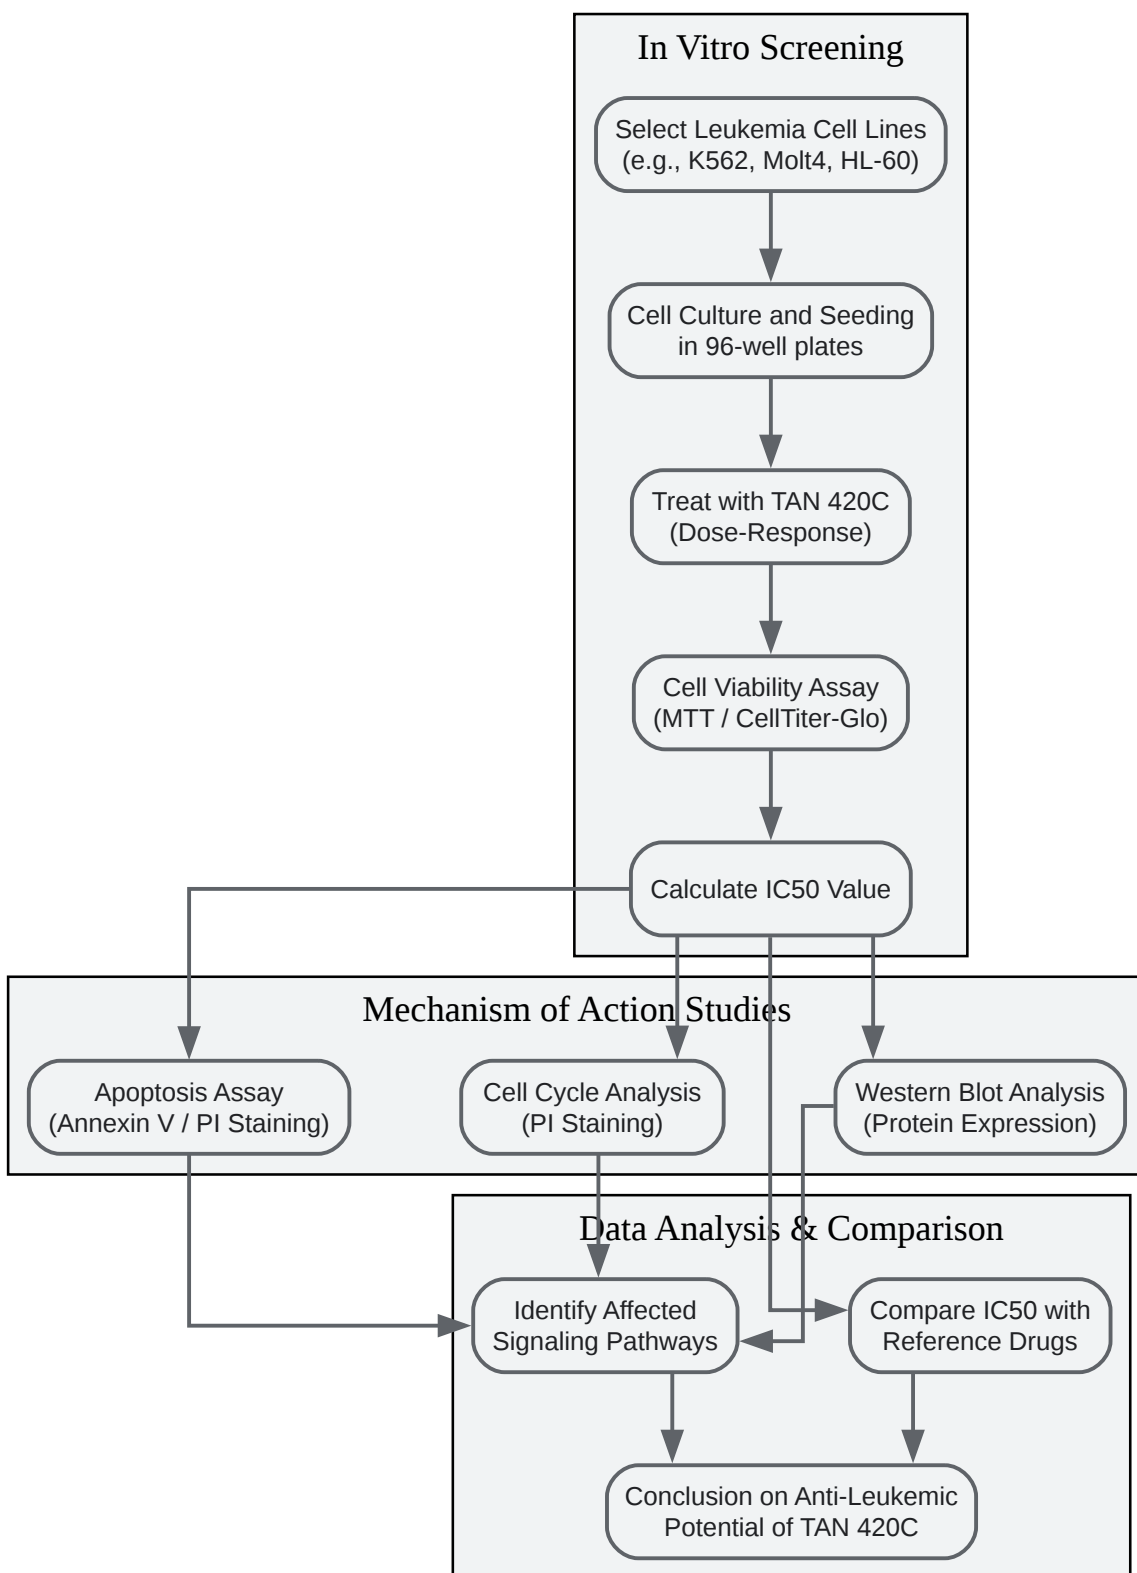 In Vitro Screening
Select Leukemia Cell Lines
(e.g., K562, Molt4, HL-60)
Cell Culture and Seeding
in 96-well plates
Treat with TAN 420C
(Dose-Response)
Cell Viability Assay
(MTT / CellTiter-Glo)
Calculate IC50 Value
Mechanism of Action Studies
Apoptosis Assay
(Annexin V / PI Staining)
Cell Cycle Analysis
(PI Staining)
Western Blot Analysis
(Protein Expression)
Data Analysis & Comparison
Identify Affected
Signaling Pathways
Compare IC50 with
Reference Drugs
Conclusion on Anti-Leukemic
Potential of TAN 420C